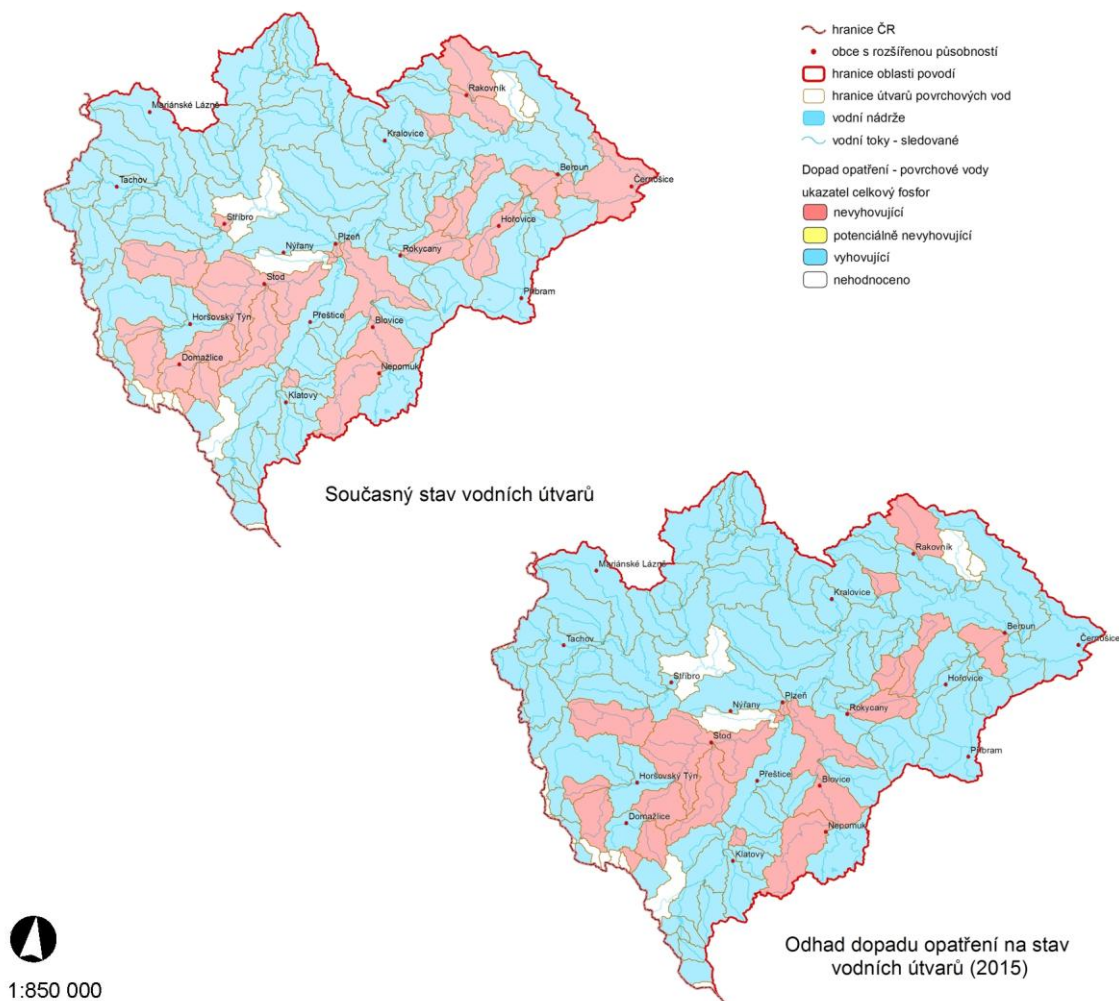 hranice ČR
obce s rozšířenou působností
hranice oblasti povodí
hranice útvarů povrchových vod
vodní nádrže
vodní toky - sledované
Dopad opatření - povrchové vody
ukazatel celkový fosfor
nevyhovující
potenciálně nevyhovující
vyhovující
nehodnoceno
Mariánské Lázně
Rakovník
Kralovice
Beroun
Černošice
Tachov
Stříbro
Hořovice
Nýřany
Plzeň
Rokycany
Stod
Příbram
Horšovský Týn
Přeštice
Blovice
Domažlice
Nepomuk
Klatovy
Současný stav vodních útvarů
Rakovník
Mariánské Lázně
Kralovice
Beroun
Černošice
Tachov
Stříbro
Hořovice
Nýřany
Plzeň
Rokycany
Stod
Příbram
Horšovský Týn
Přeštice
Blovice
Domažlice
Nepomuk
Klatovy
Odhad dopadu opatření na stav
vodních útvarů (2015)
1:850 000